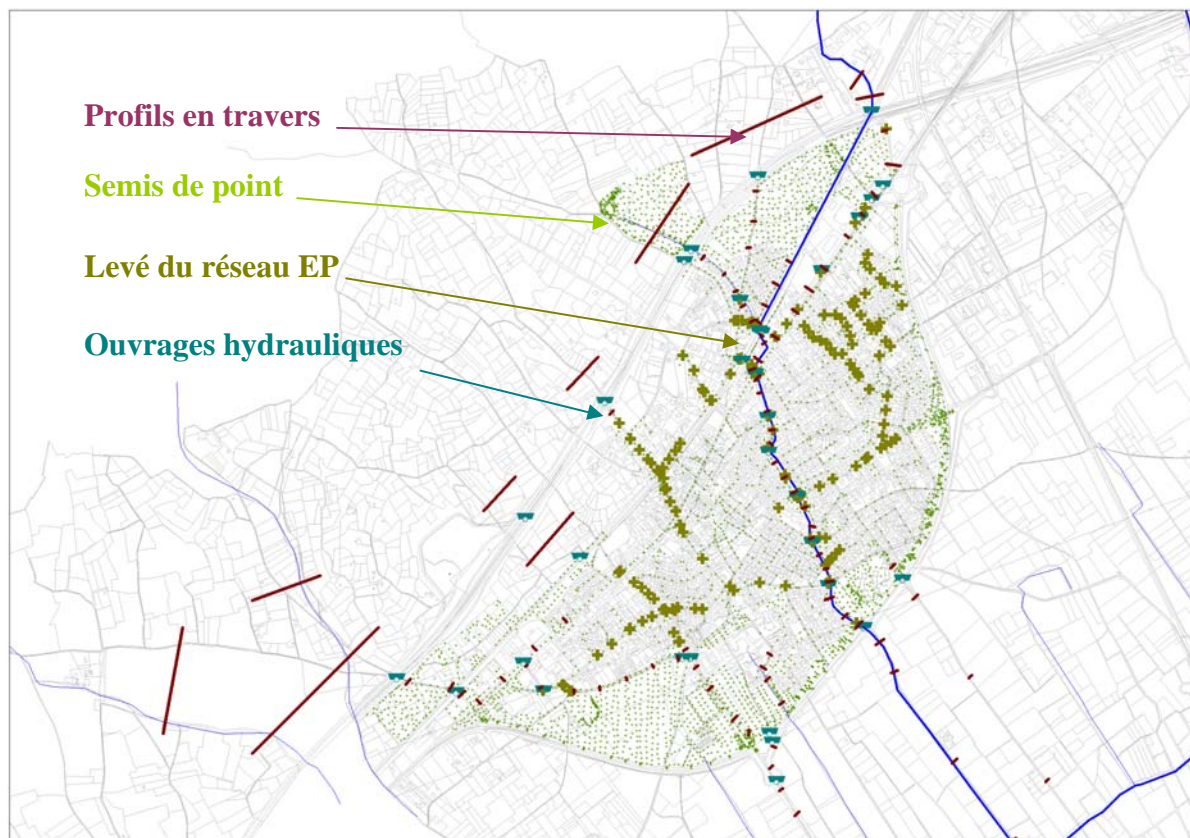 Profils en travers
Semis de point
Levé du réseau EP
Ouvrages hydrauliques